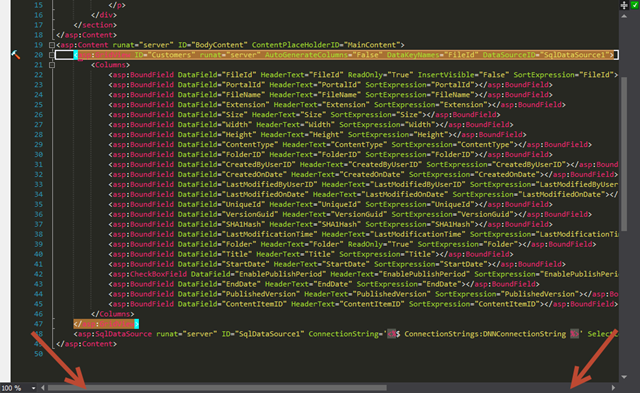 15 </p>
16 </div>
17 </section>
18 </asp:Content>
19 <asp:Content runat="server" ID="BodyContent" ContentPlaceHolderID="MainContent">
20 ID="Customers" runat="server" AutoGenerateColumns="False" DataKeyNames="FileId" DataSourceID="SqlDataSource1">
21 <Columns>
22 <asp:BoundField DataField="FileId" HeaderText="FileId" ReadOnly="True" InsertVisible="False" SortExpression="FileId">
23 <asp:BoundField DataField="PortalId" HeaderText="PortalId" SortExpression="PortalId"></asp:BoundField>
24 <asp:BoundField DataField="FileName" HeaderText="FileName" SortExpression="FileName"></asp:BoundField>
25 <asp:BoundField DataField="Extension" HeaderText="Extension" SortExpression="Extension"></asp:BoundField>
26 <asp:BoundField DataField="Size" HeaderText="Size" SortExpression="Size"></asp:BoundField>
27 <asp:BoundField DataField="Width" HeaderText="Width" SortExpression="Width"></asp:BoundField>
28 <asp:BoundField DataField="Height" HeaderText="Height" SortExpression="Height"></asp:BoundField>
29 <asp:BoundField DataField="ContentType" HeaderText="ContentType" SortExpression="ContentType"></asp:BoundField>
30 <asp:BoundField DataField="FolderID" HeaderText="FolderID" SortExpression="FolderID"></asp:BoundField>
31 <asp:BoundField DataField="CreatedByUserID" HeaderText="CreatedByUserID" SortExpression="CreatedByUserID"></asp:Bound
32 <asp:BoundField DataField="CreatedOnDate" HeaderText="CreatedOnDate" SortExpression="CreatedOnDate"></asp:BoundField>
33 <asp:BoundField DataField="LastModifiedByUserID" HeaderText="LastModifiedByUserID" SortExpression="LastModifiedByUser
34 <asp:BoundField DataField="LastModifiedOnDate" HeaderText="LastModifiedOnDate" SortExpression="LastModifiedOnDate"></
35 <asp:BoundField DataField="UniqueId" HeaderText="UniqueId" SortExpression="UniqueId"></asp:BoundField>
36 <asp:BoundField DataField="VersionGuid" HeaderText="VersionGuid" SortExpression="VersionGuid"></asp:BoundField>
37 <asp:BoundField DataField="SHA1Hash" HeaderText="SHA1Hash" SortExpression="SHA1Hash"></asp:BoundField>
38 <asp:BoundField DataField="LastModificationTime" HeaderText="LastModificationTime" SortExpression="LastModificationTi
39 <asp:BoundField DataField="Folder" HeaderText="Folder" ReadOnly="True" SortExpression="Folder"></asp:BoundField>
40 <asp:BoundField DataField="Title" HeaderText="Title" SortExpression="Title"></asp:BoundField>
41 <asp:BoundField DataField="StartDate" HeaderText="StartDate" SortExpression="StartDate"></asp:BoundField>
42 <asp:CheckBoxField DataField="EnablePublishPeriod" HeaderText="EnablePublishPeriod" SortExpression="EnablePublishPeri
43 <asp:BoundField DataField="EndDate" HeaderText="EndDate" SortExpression="EndDate"></asp:BoundField>
44 <asp:BoundField DataField="PublishedVersion" HeaderText="PublishedVersion" SortExpression="PublishedVersion"></asp:Bo
45 <asp:BoundField DataField="ContentItemID" HeaderText="ContentItemID" SortExpression="ContentItemID"></asp:BoundField>
46 </Columns>
47 </
48 <asp:SqlDataSource runat="server" ID="SqlDataSource1" ConnectionString='<%$ ConnectionStrings:DNNConnectionString %>' Select
49 </asp:Content>
50
100 %